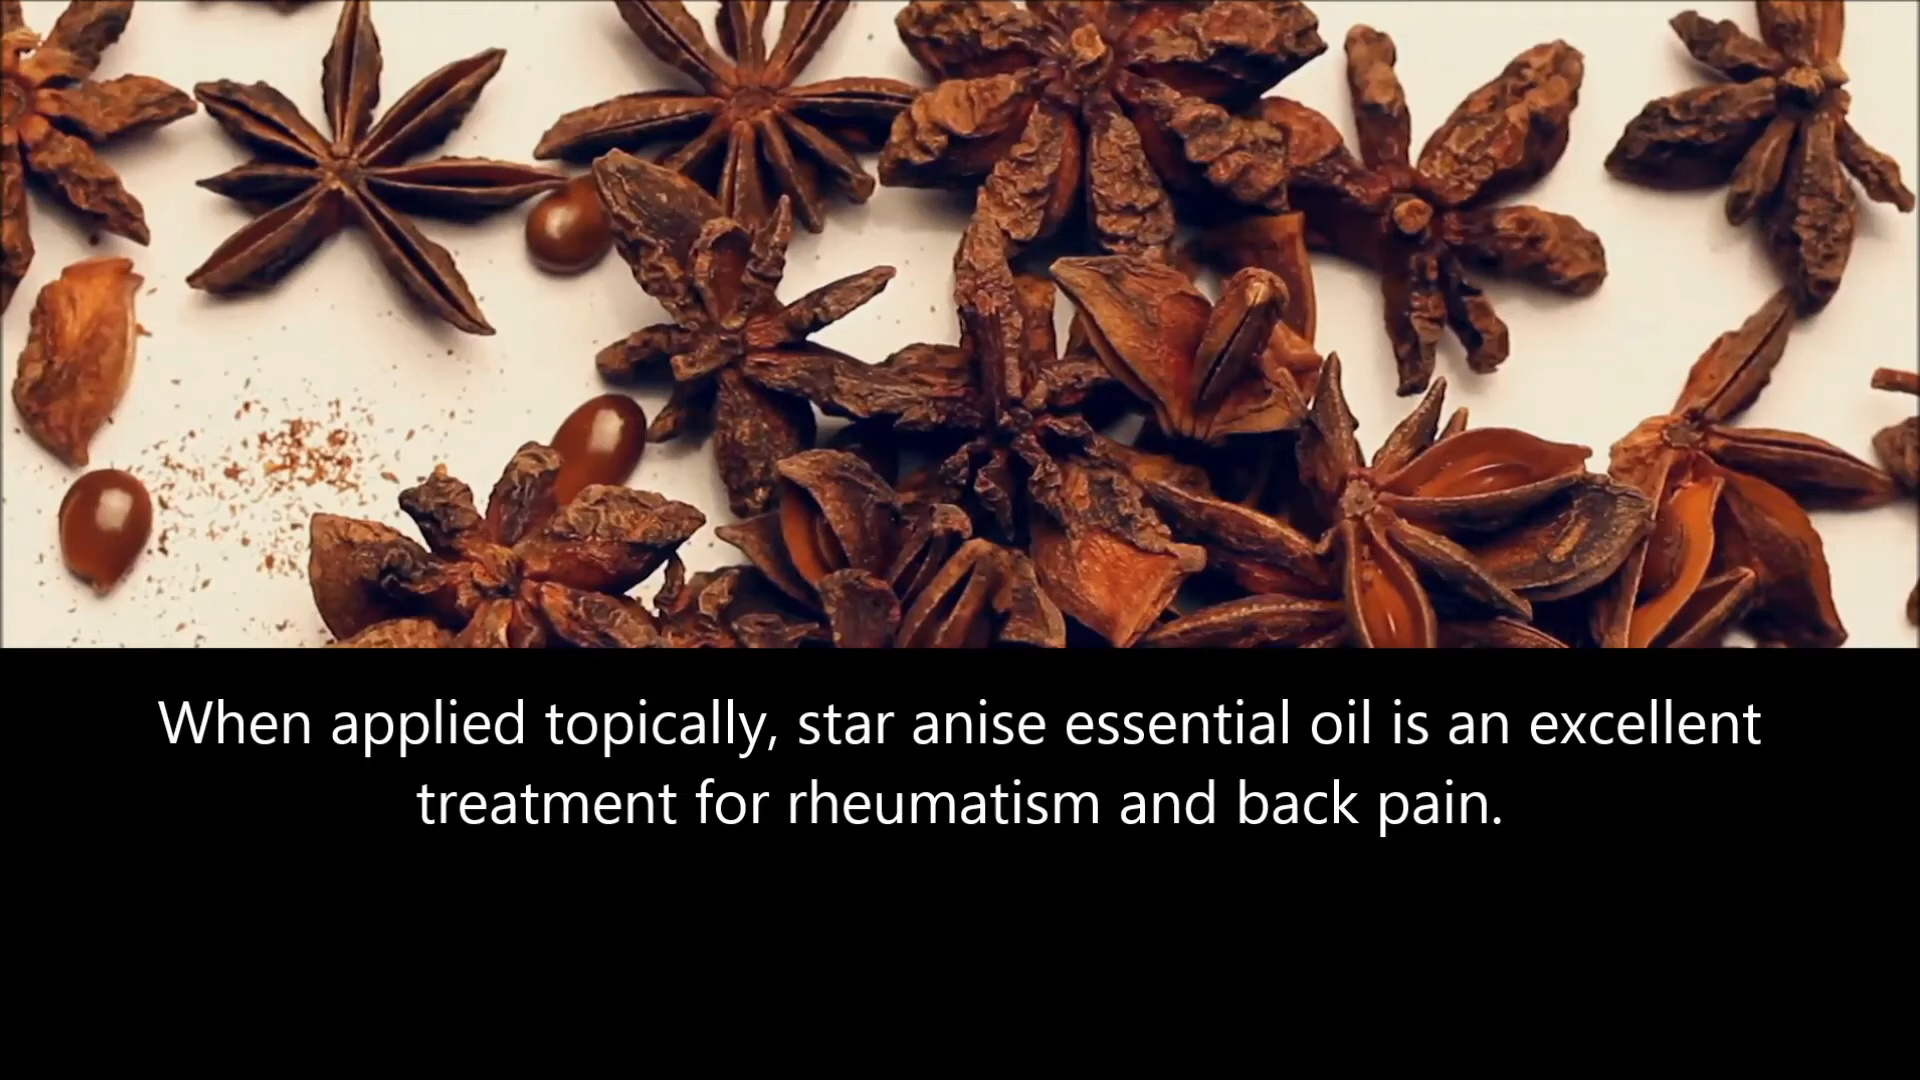 When applied topically, star anise essential oil is an excellent
treatment for rheumatism and back pain.